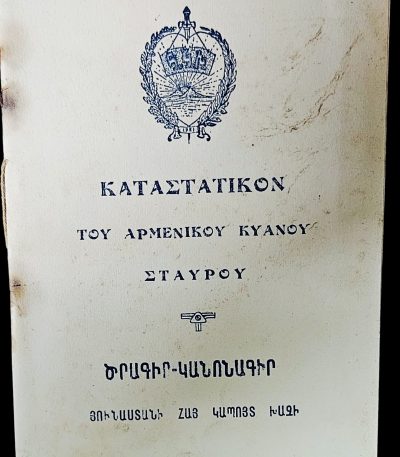 ΚΑΤΑΣΤΑΤΙΚΟΝ
ΤΟΥ ΑΡΜΕΝΙΚΟΥ ΚΥΑΝΟΥ
ΣΤΑΥΡΟΥ
ԾՐԱԳԻՐ-ԿԱՆՈՆԱԳԻՐ
ՅՈՒՆԱՍՏԱՆԻ ՀԱՅ ԿԱՊՈՅՏ ԽԱՉԻ